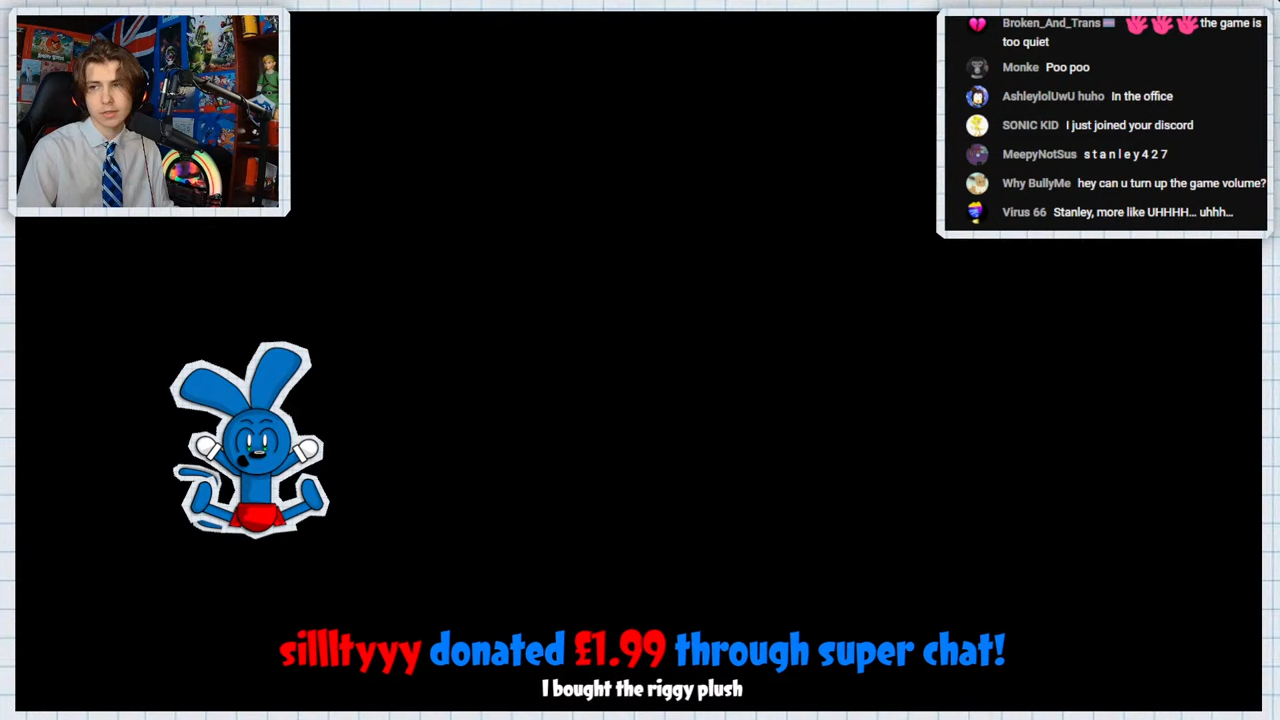 Broken_And_Trans the game is
too quiet
Monke Poo poo
AshleylolUwU huho In the office
SONIC KID I just joined your discord
MeepyNotSus s t a n l e y 4 2 7
Why BullyMe hey can u turn up the game volume?
Virus 66 Stanley, more like UHHHH... uhhh...
sillltyyy donated £1.99 through super chat!
I bought the riggy plush